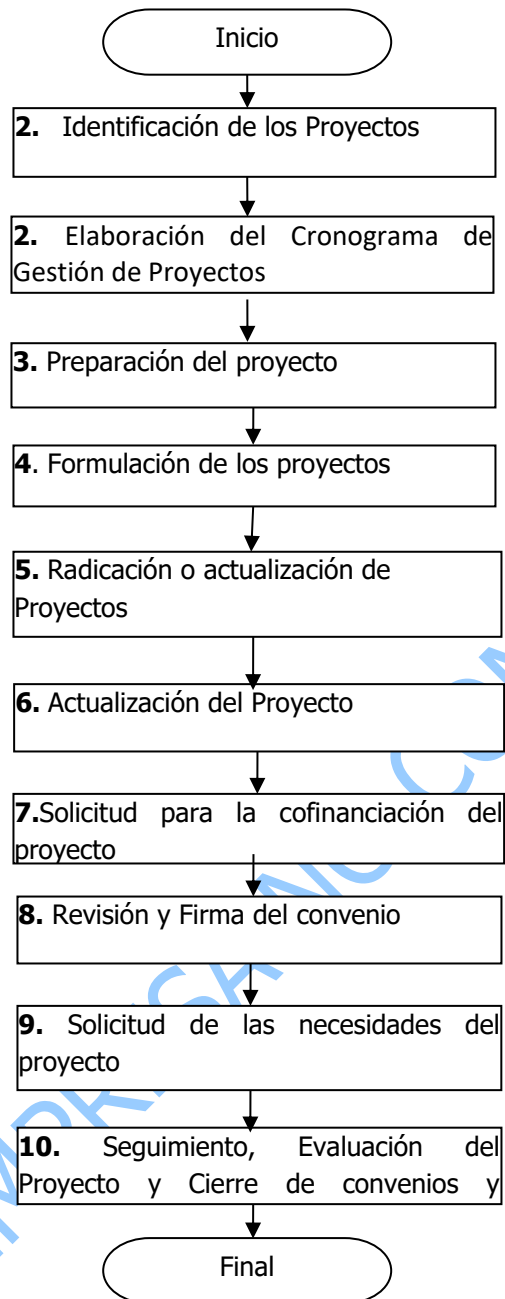 Inicio
2. Identificación de los Proyectos
2. Elaboración del Cronograma de
Gestión de Proyectos
3. Preparación del proyecto
4. Formulación de los proyectos
5. Radicación o actualización de
Proyectos
6. Actualización del Proyecto
7.Solicitud para la cofinanciación del
proyecto
8. Revisión y Firma del convenio
9. Solicitud de las necesidades del
proyecto
10. Seguimiento, Evaluación del
Proyecto y Cierre de convenios y
Final